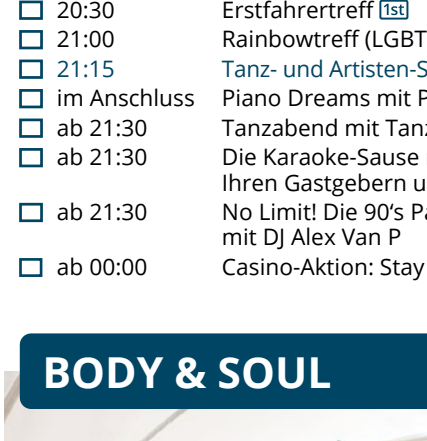 20:30 Erstfahrertreff 1st
21:00 Rainbowtreff (LGBT
21:15 Tanz- und Artisten-S
im Anschluss Piano Dreams mit P
ab 21:30 Tanzabend mit Tanz
ab 21:30 Die Karaoke-Sause
Ihren Gastgebern u
ab 21:30 No Limit! Die 90‘s Pa
mit DJ Alex Van P
ab 00:00 Casino-Aktion: Stay
BODY & SOUL